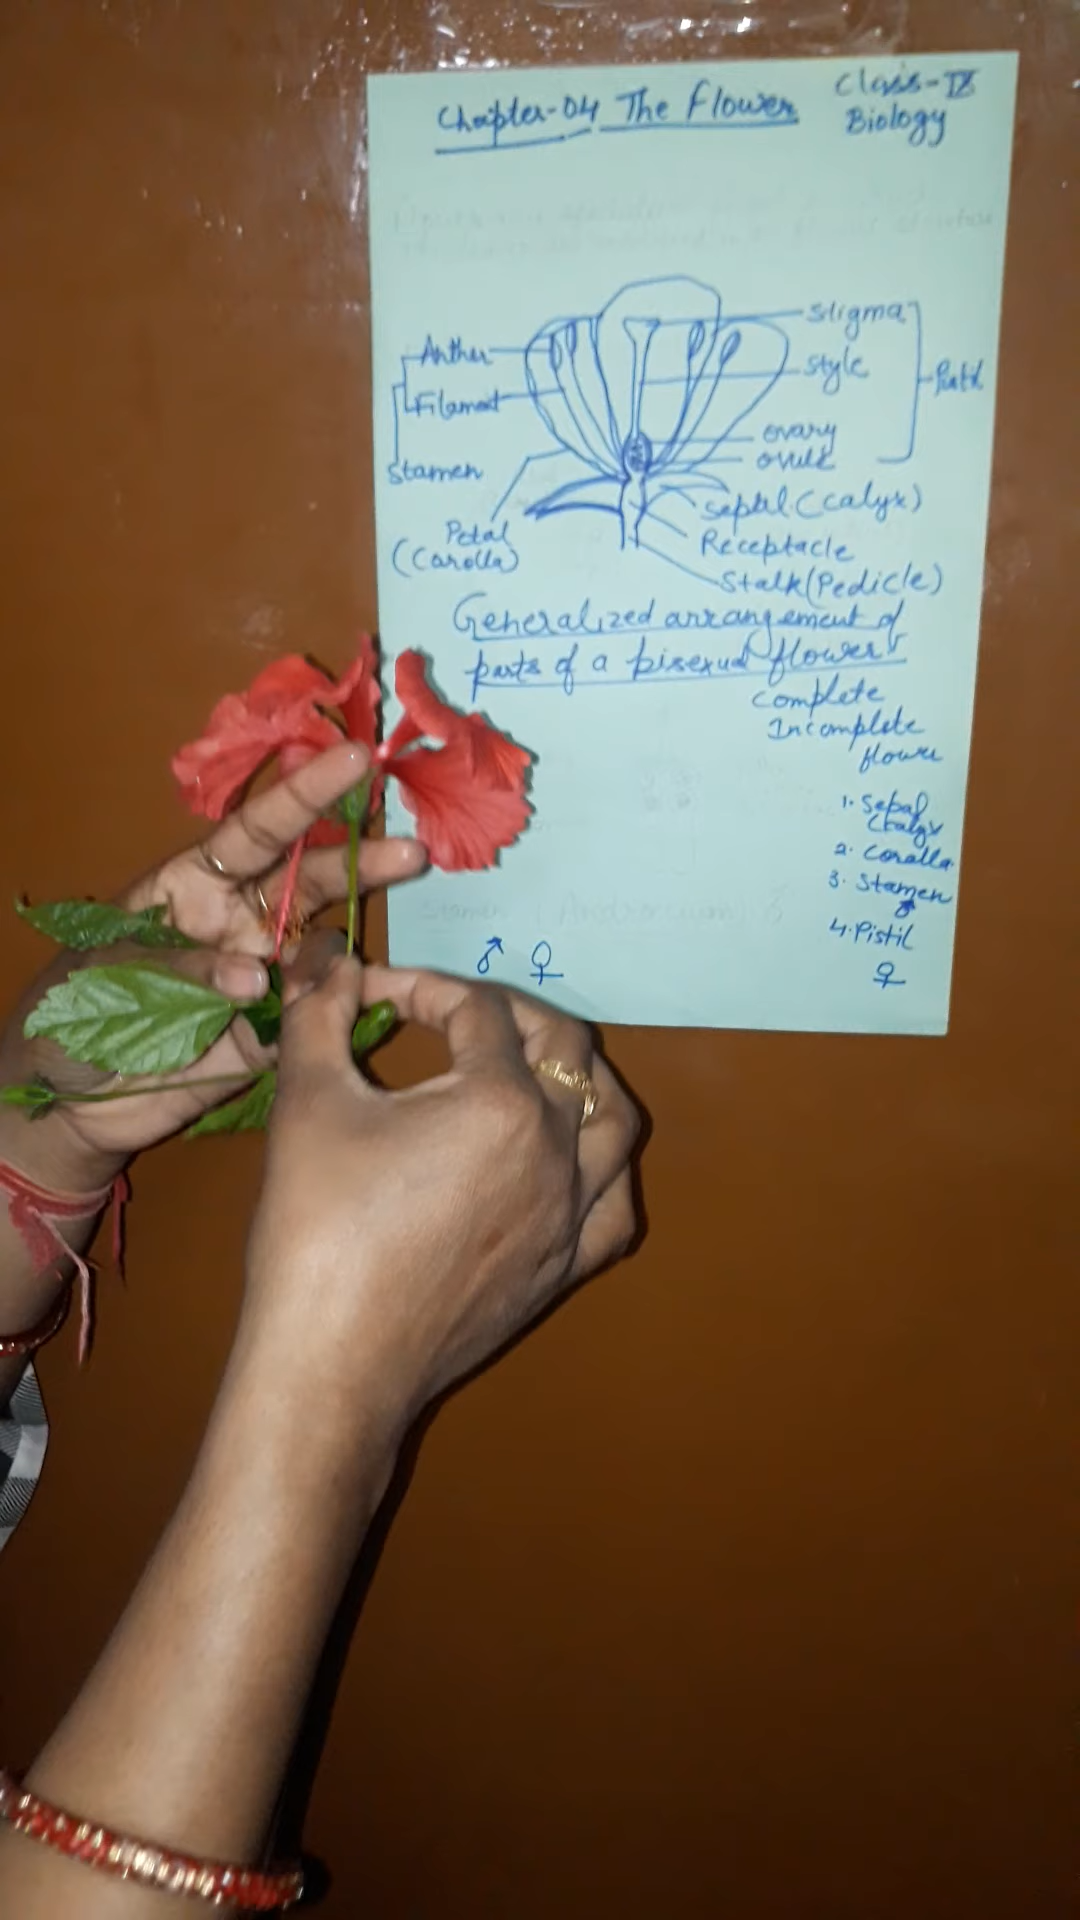 Chapter-04 The Flower
Class-IX
Biology
Anther
Filament
Stamen
Petal
(Carolla)
Stigma
Style
Pistil
ovary
ovule
Septal (Calyx)
Receptacle
Stalk (Pedicle)
Generalized arrangement of
parts of a bisexual flower
Complete
Incomplete
flower
1. Sepal
Calyx
2. Coralla
3. Stamen
♂
4. Pistil
♀
♂ ♀